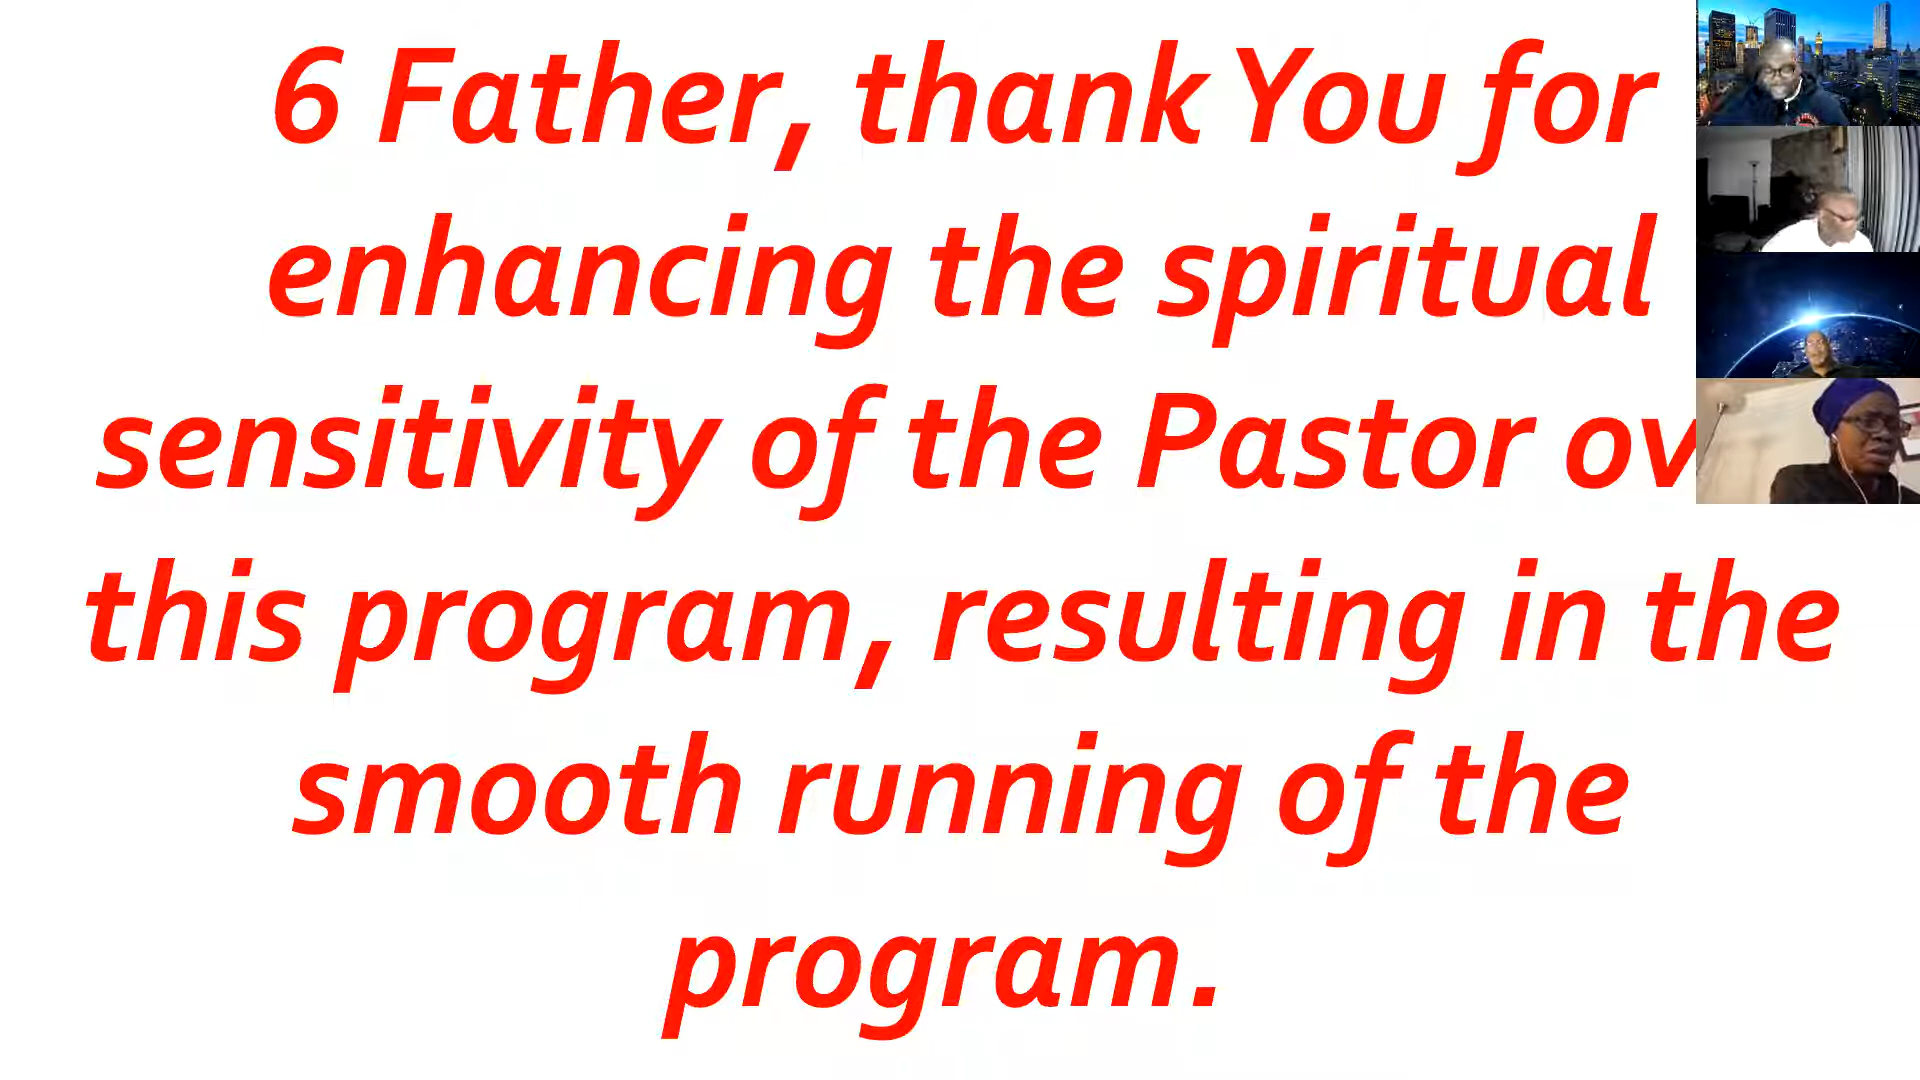 6 Father, thank You for
enhancing the spiritual
sensitivity of the Pastor
this program, resulting in the
smooth running of the
program.